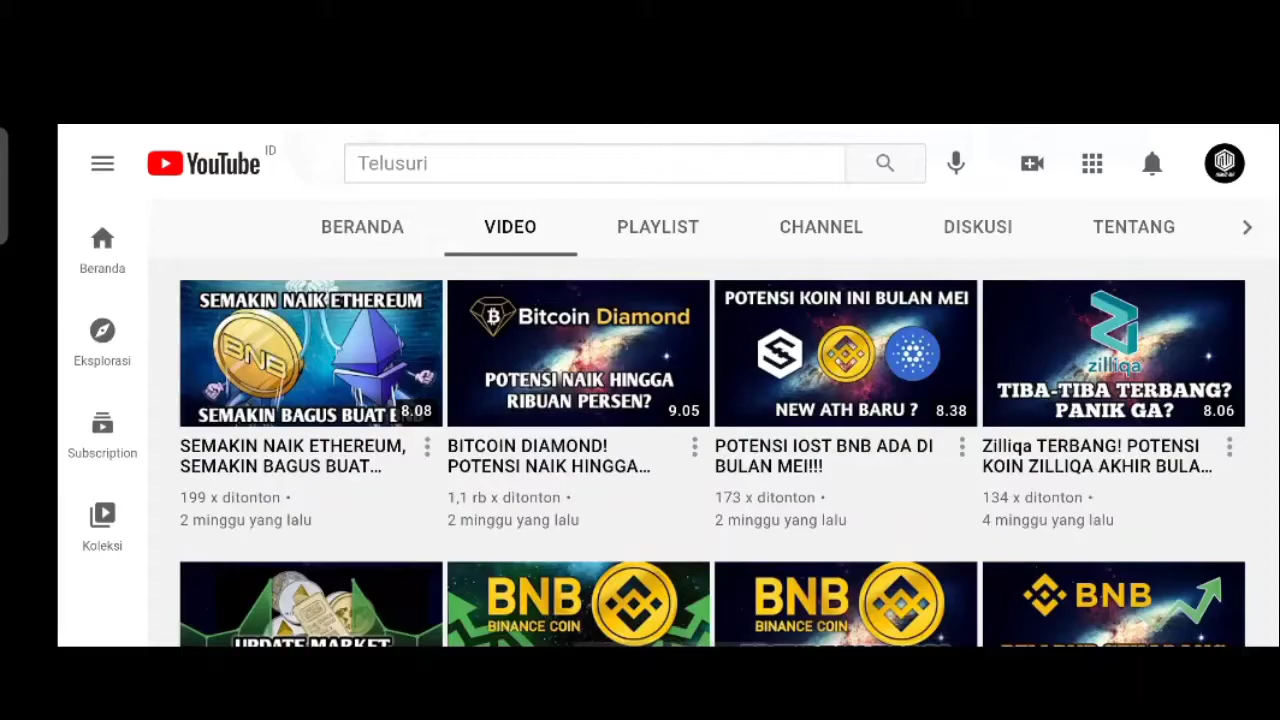 YouTube ID
Telusuri
BERANDA VIDEO PLAYLIST CHANNEL DISKUSI TENTANG
Beranda
Eksplorasi
Subscription
Koleksi
SEMAKIN NAIK ETHEREUM
BNB
SEMAKIN BAGUS BUAT
8.08
SEMAKIN NAIK ETHEREUM,
SEMAKIN BAGUS BUAT...
199 x ditonton •
2 minggu yang lalu
Bitcoin Diamond
POTENSI NAIK HINGGA
RIBUAN PERSEN?
9.05
BITCOIN DIAMOND!
POTENSI NAIK HINGGA...
1,1 rb x ditonton •
2 minggu yang lalu
POTENSI KOIN INI BULAN MEI
NEW ATH BARU ?
8.38
POTENSI IOST BNB ADA DI
BULAN MEI!!!
173 x ditonton •
2 minggu yang lalu
zilliqa
TIBA-TIBA TERBANG?
PANIK GA?
8.06
Zilliqa TERBANG! POTENSI
KOIN ZILLIQA AKHIR BULA...
134 x ditonton •
4 minggu yang lalu
UPDATE MARKET
BNB
BINANCE COIN
BNB
BINANCE COIN
BNB